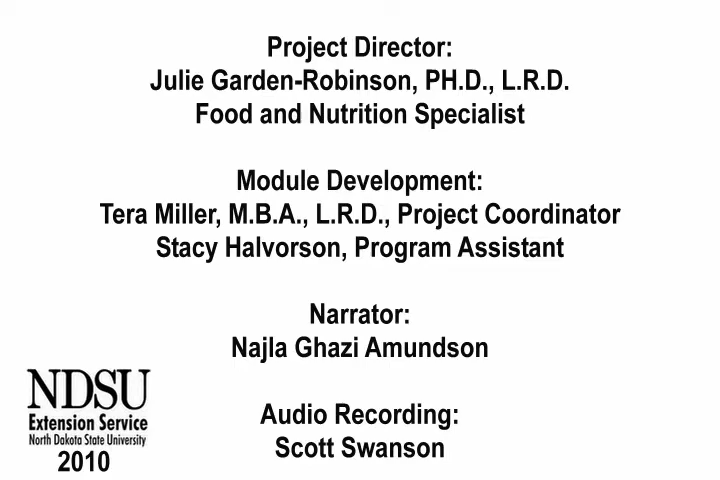 Project Director:
Julie Garden-Robinson, PH.D., L.R.D.
Food and Nutrition Specialist
Module Development:
Tera Miller, M.B.A., L.R.D., Project Coordinator
Stacy Halvorson, Program Assistant
Narrator:
Najla Ghazi Amundson
Audio Recording:
Scott Swanson
NDSU
Extension Service
North Dakota State University
2010